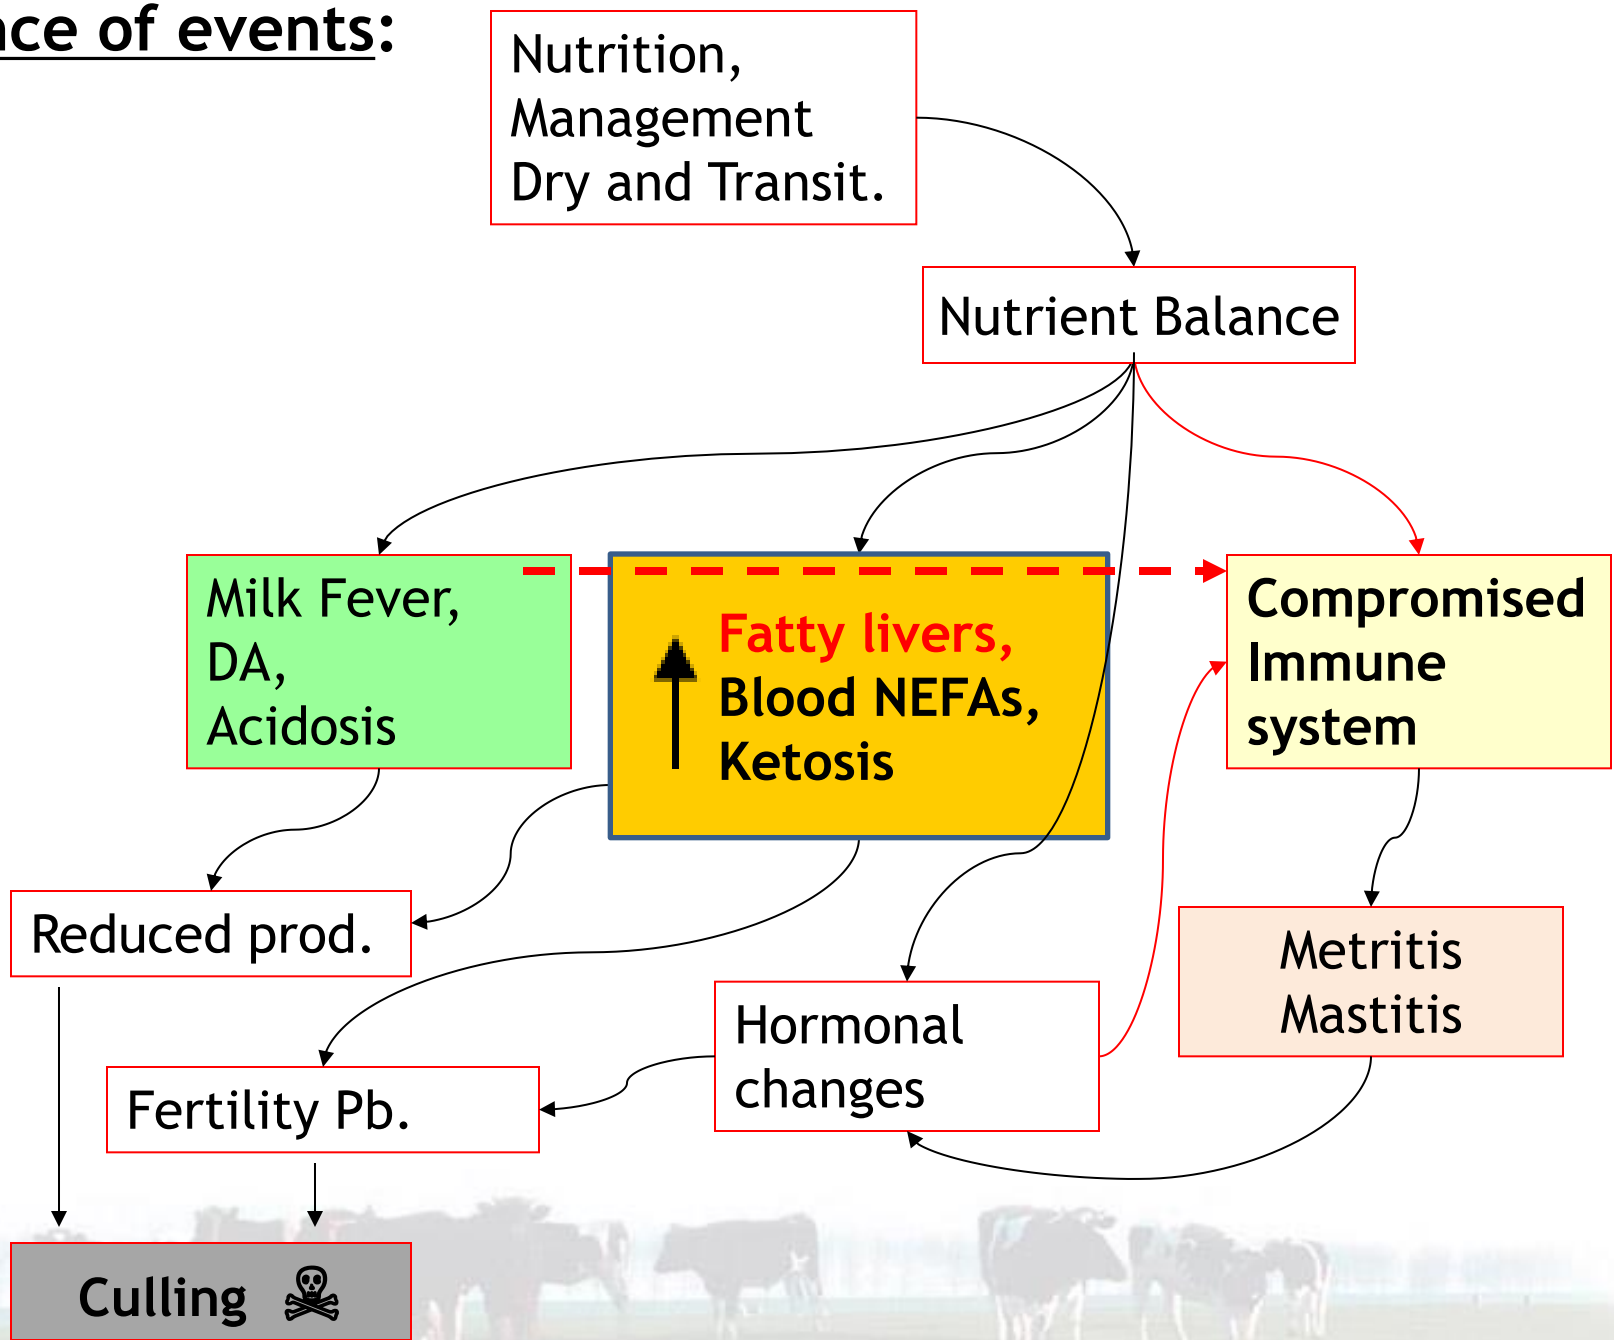 of events:
Nutrition,
Management
Dry and Transit.
Nutrient Balance
Milk Fever,
DA,
Acidosis
Fatty livers,
Blood NEFAs,
Ketosis
Compromised
Immune
system
Reduced prod.
Metritis
Mastitis
Hormonal
changes
Fertility Pb.
Culling